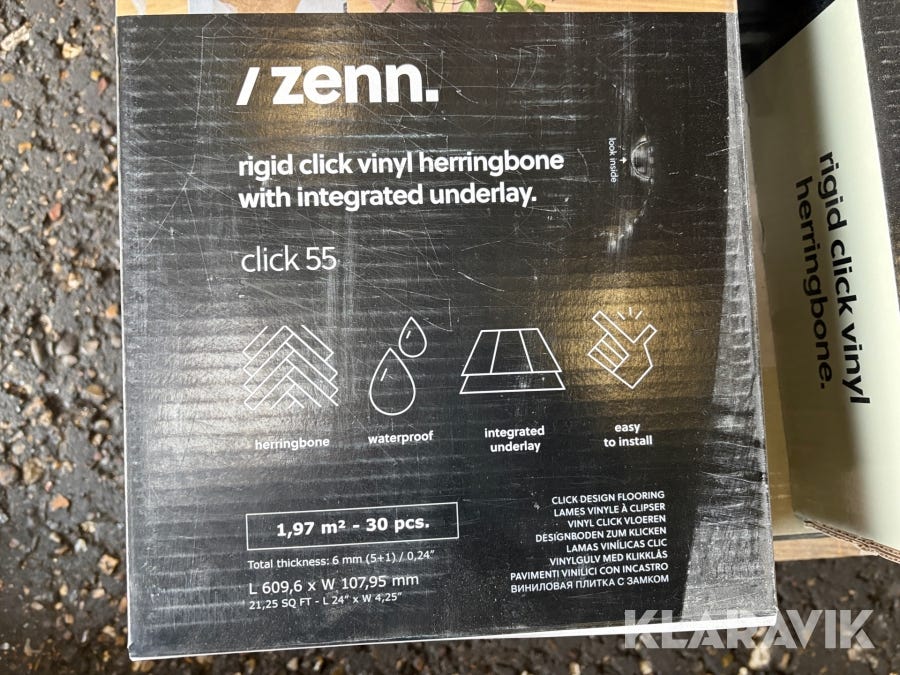 / zenn.
rigid click vinyl herringbone
with integrated underlay.
look inside
click 55
herringbone
waterproof
integrated
underlay
easy
to install
1,97 m² - 30 pcs.
Total thickness: 6 mm (5+1) / 0,24"
L 609,6 x W 107,95 mm
21,25 SQ FT - L 24" x W 4,25"
CLICK DESIGN FLOORING
LAMES VINYLE À CLIPSER
VINYL CLICK VLOEREN
DESIGNBODEN ZUM KLICKEN
LAMAS VINÍLICAS CLIC
VINYLGULV MED KLIKLÅS
PAVIMENTI VINILICI CON INCASTRO
ВИНИЛОВАЯ ПЛИТКА С ЗАМКОМ
rigid click vinyl
herringbone.
KLARAVIK